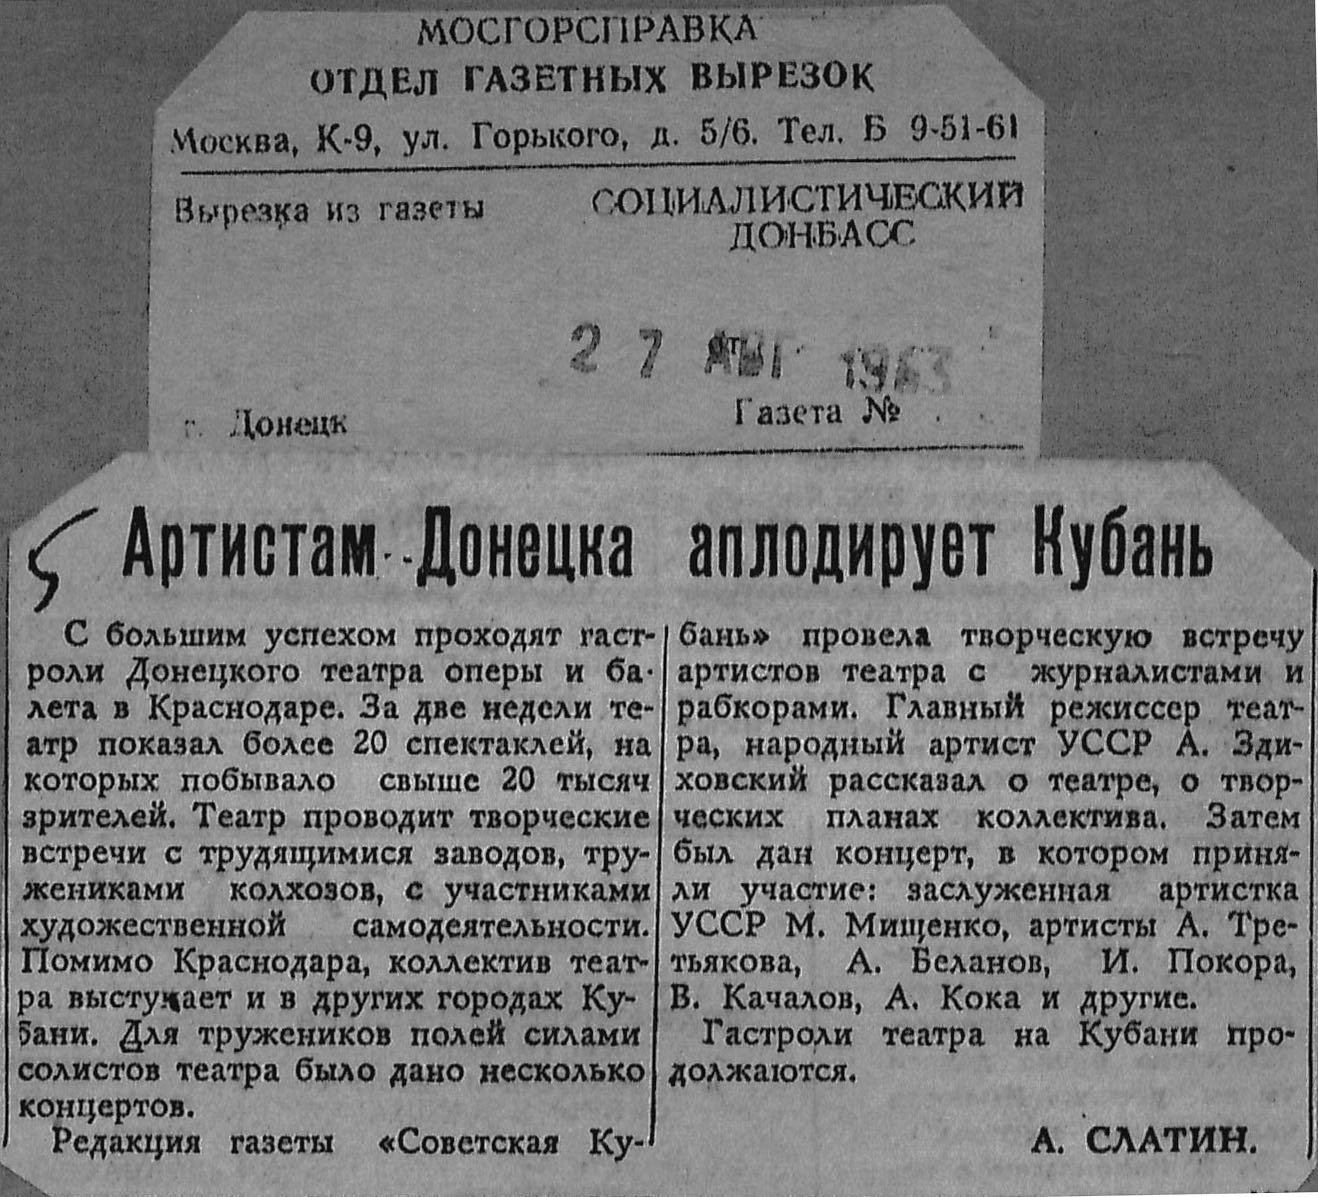 МОСГОРСПРАВКА
ОТДЕЛ ГАЗЕТНЫХ ВЫРЕЗОК
Москва, К-9, ул. Горького, д. 5/6. Тел. Б 9-51-61
Вырезка из газеты
СОЦИАЛИСТИЧЕСКИЙ
ДОНБАСС
27 АВГ 1963
г. Донецк
Газета №
Артистам Донецка аплодирует Кубань
С большим успехом проходят гаст-
роли Донецкого театра оперы и ба-
лета в Краснодаре. За две недели те-
атр показал более 20 спектаклей, на
которых побывало свыше 20 тысяч
зрителей. Театр проводит творческие
встречи с трудящимися заводов, тру-
жениками колхозов, с участниками
художественной самодеятельности.
Помимо Краснодара, коллектив теат-
ра выступает и в других городах Ку-
бани. Для тружеников полей силами
солистов театра было дано несколько
концертов.
Редакция газеты «Советская Ку-
бань» провела творческую встречу
артистов театра с журналистами и
рабкорами. Главный режиссер теат-
ра, народный артист УССР А. Зди-
ховский рассказал о театре, о твор-
ческих планах коллектива. Затем
был дан концерт, в котором приня-
ли участие: заслуженная артистка
УССР М. Мищенко, артисты А. Тре-
тьякова, А. Беланов, И. Покора,
В. Качалов, А. Кока и другие.
Гастроли театра на Кубани про-
должаются.
А. СЛАТИН.